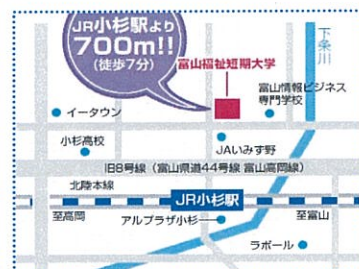 JR小杉駅より
700m!!
(徒歩7分)
下条川
富山福祉短期大学
富山情報ビジネス
専門学校
イータウン
小杉高校
JAいみず野
旧8号線(富山県道44号線 富山高岡線)
北陸本線
JR小杉駅
至高岡
アルプラザ小杉
至富山
ラポール